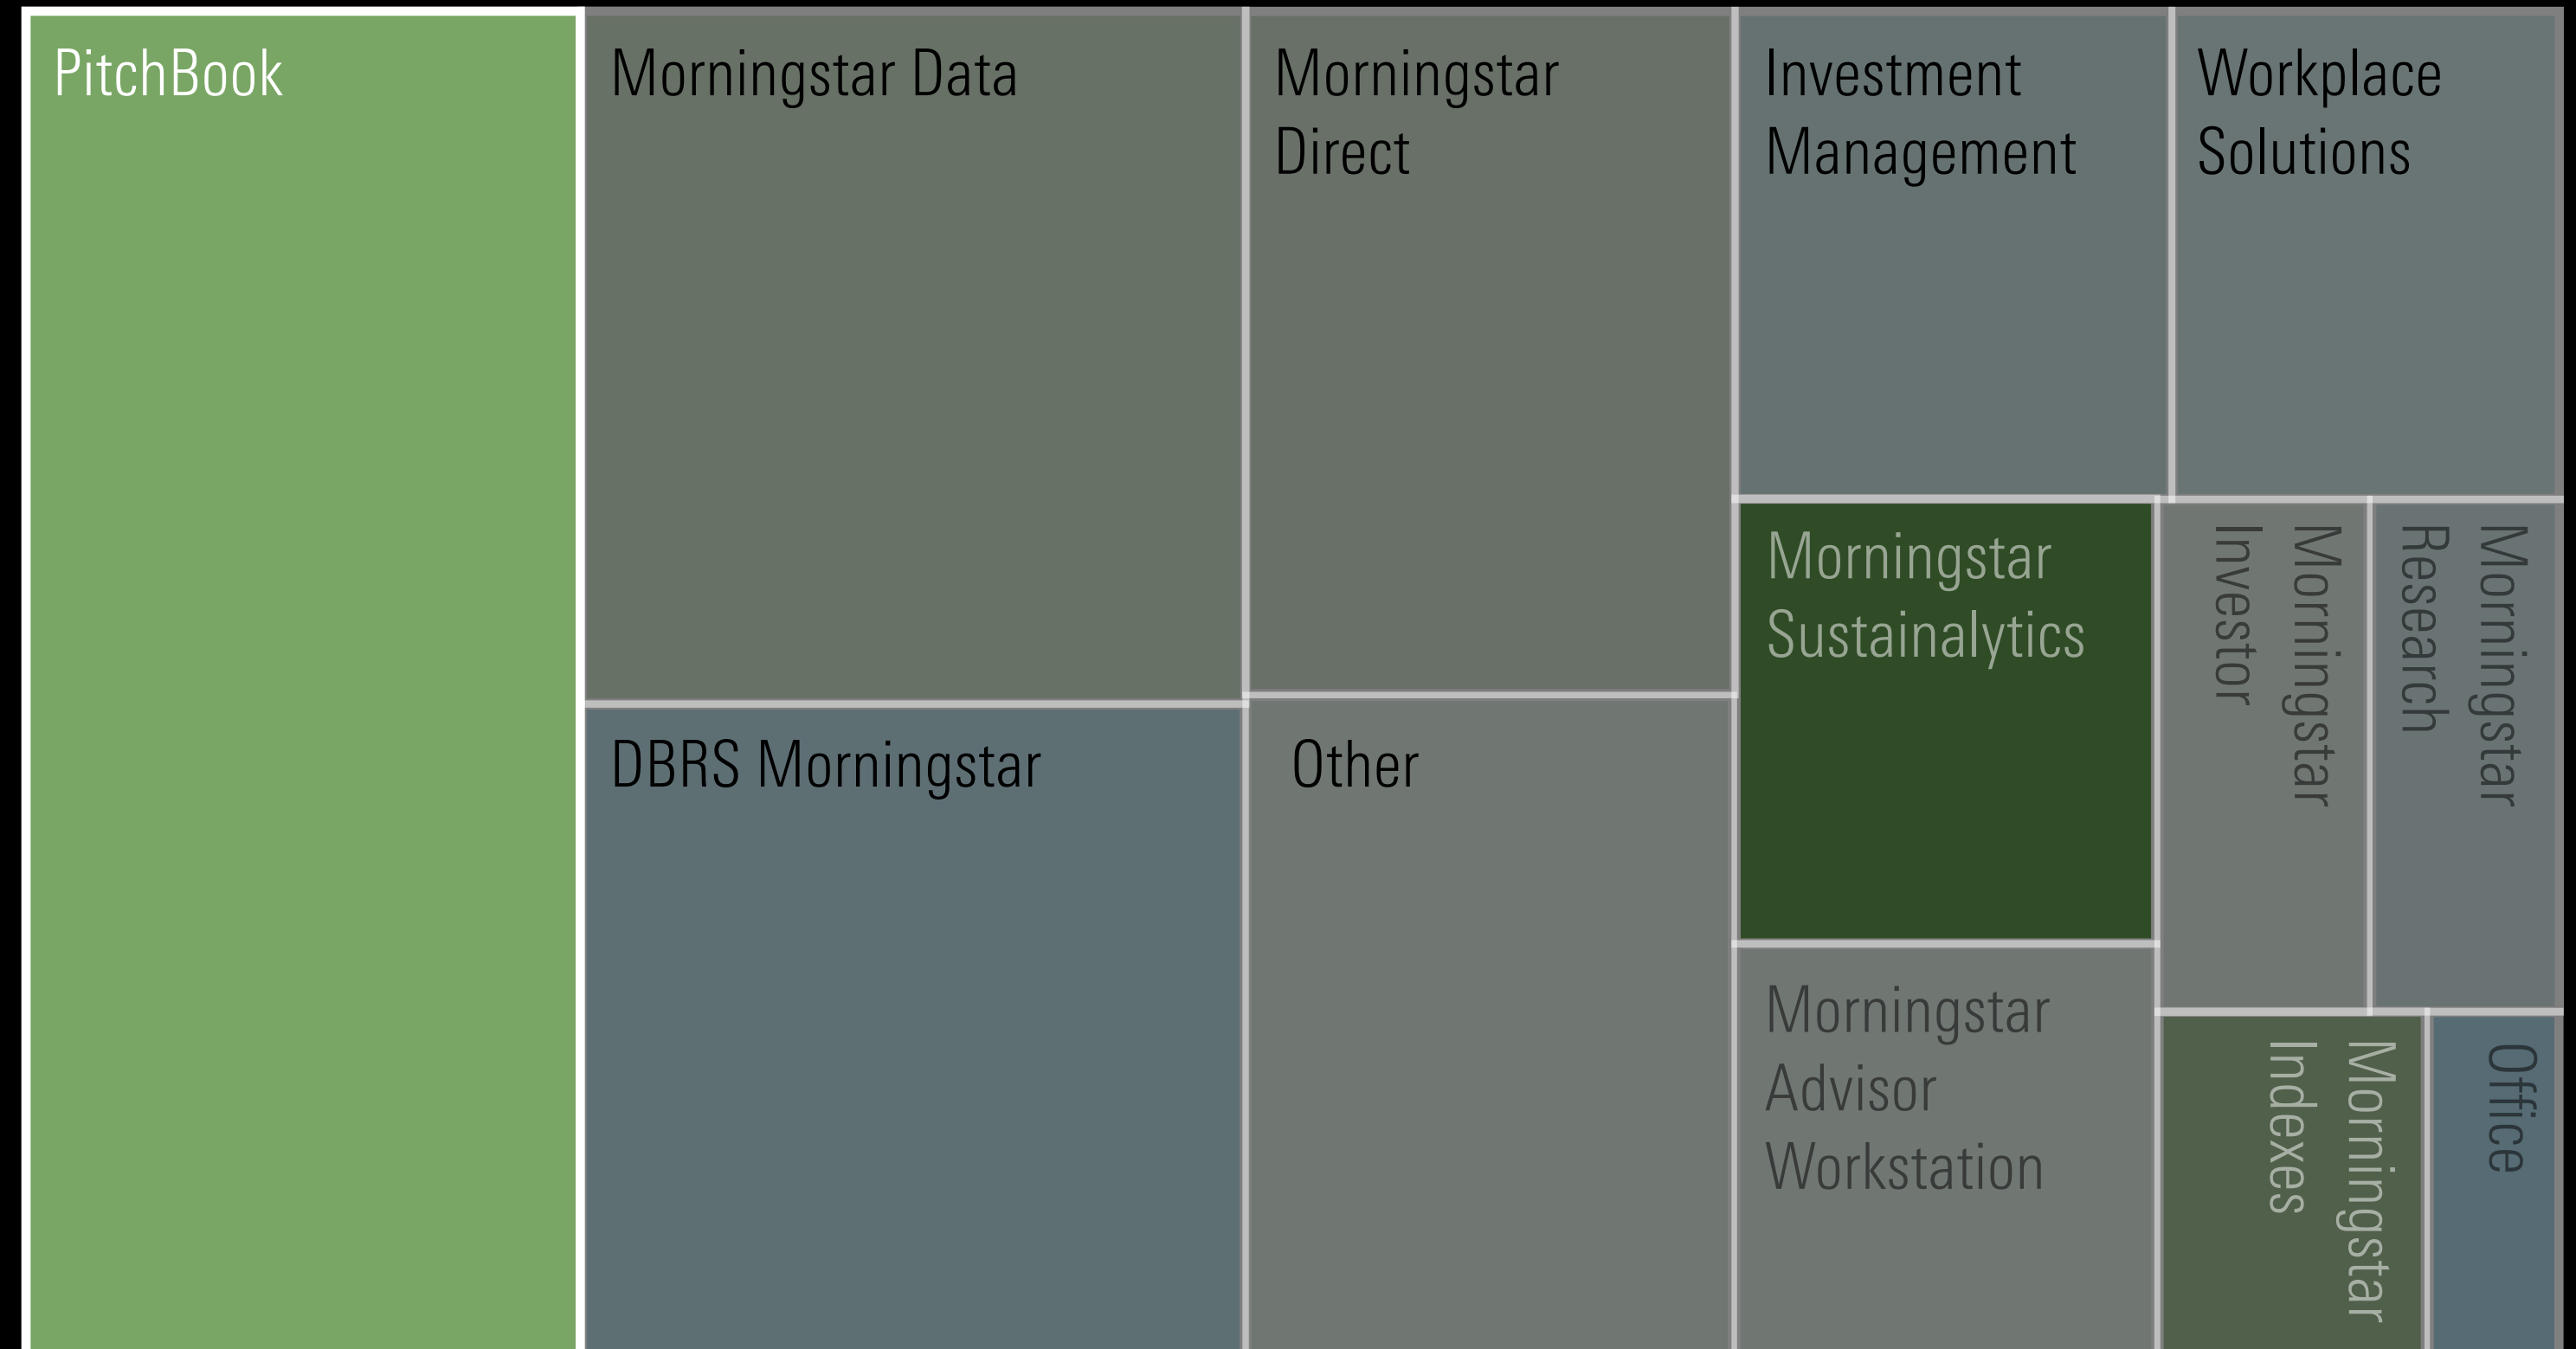 PitchBook
Morningstar Data
Morningstar
Direct
Investment
Management
Workplace
Solutions
DBRS Morningstar
Other
Morningstar
Sustainalytics
Morningstar
Investor
Morningstar
Research
Morningstar
Advisor
Workstation
Morningstar
Indexes
Office